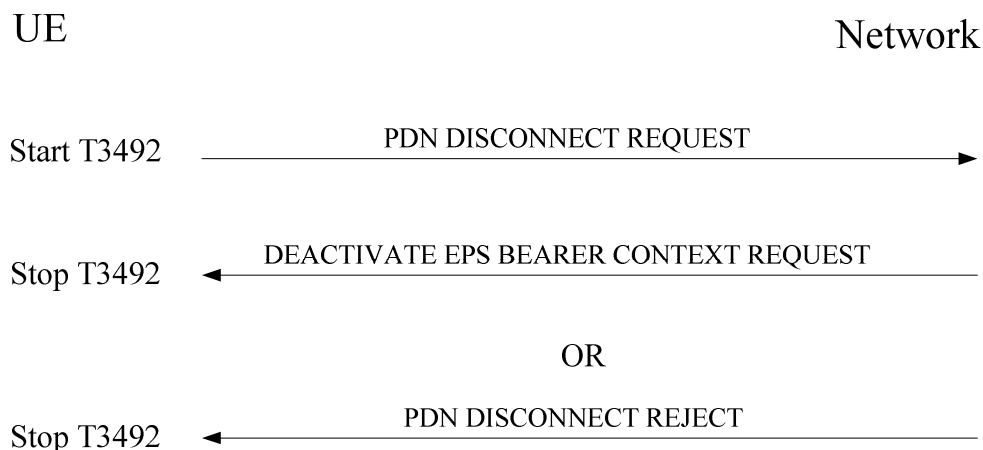 UE
Network
Start T3492
PDN DISCONNECT REQUEST
DEACTIVATE EPS BEARER CONTEXT REQUEST
Stop T3492
OR
PDN DISCONNECT REJECT
Stop T3492